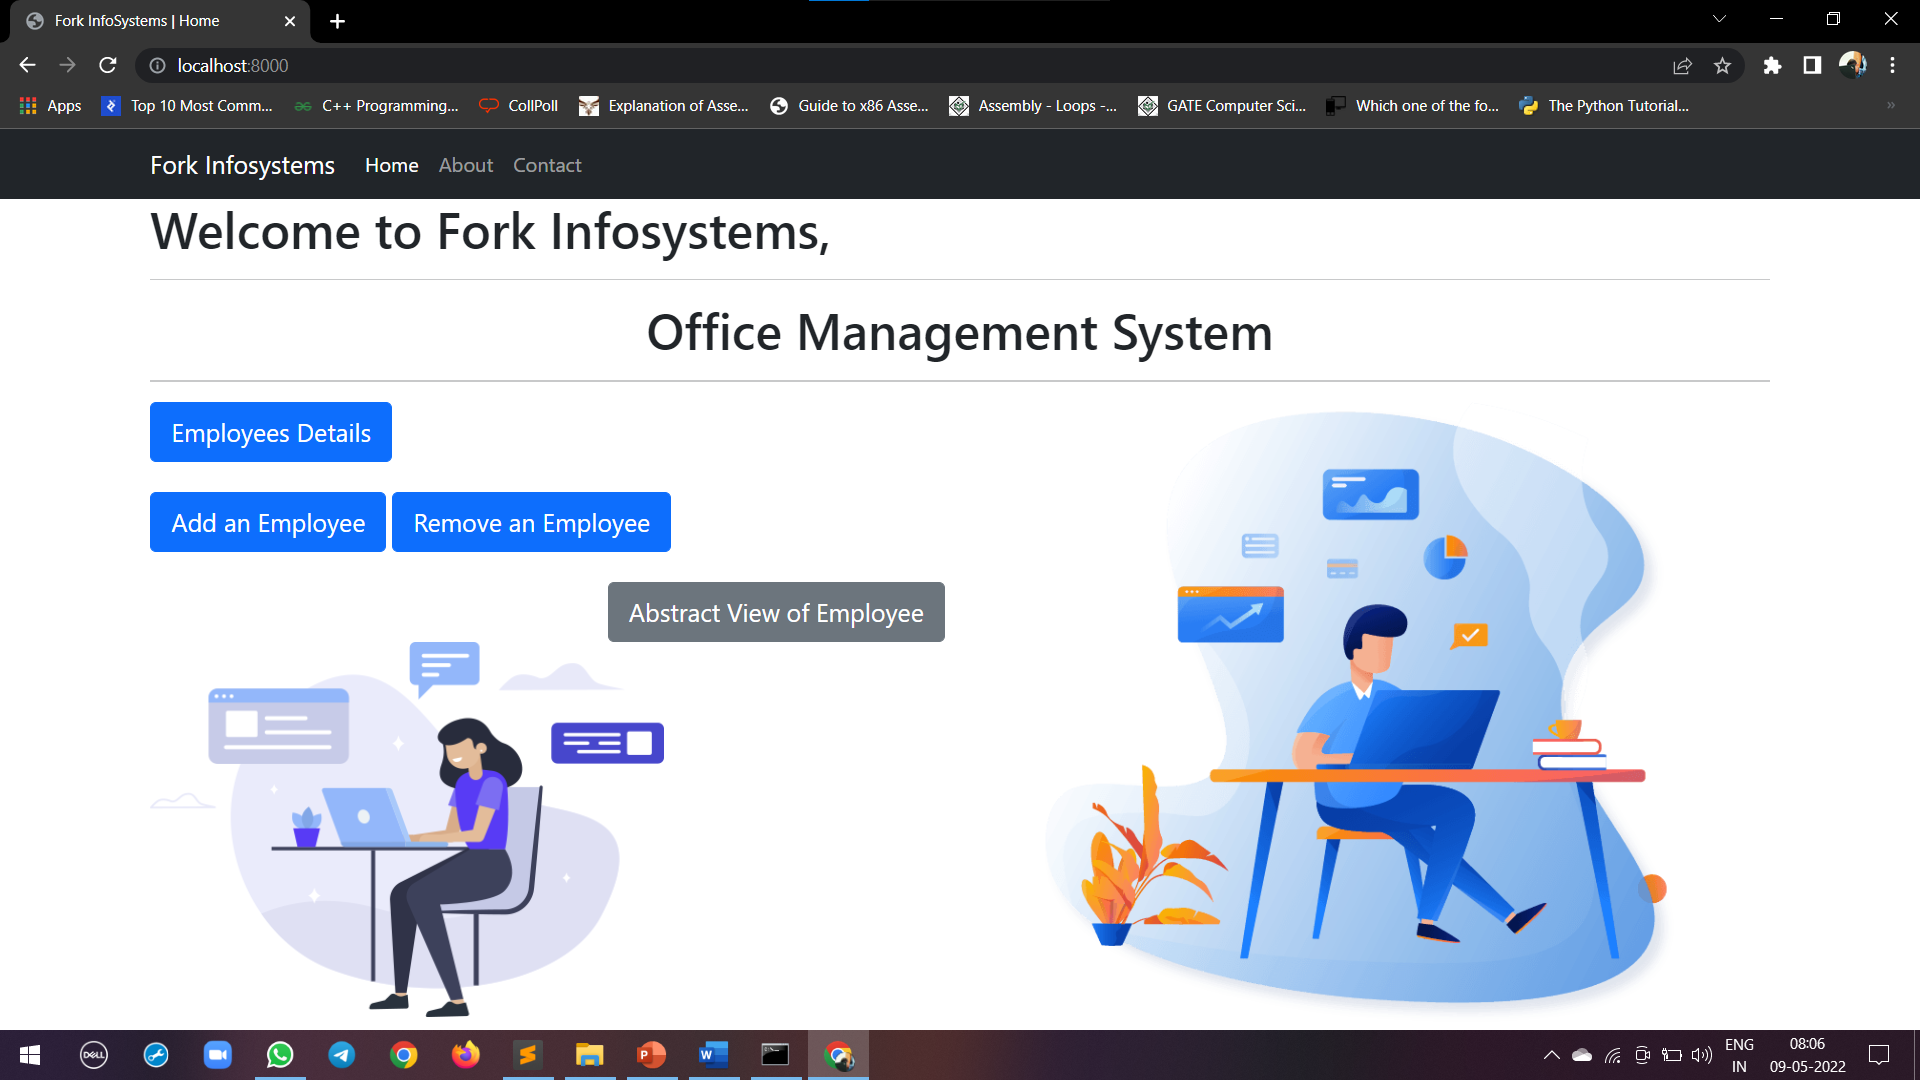 Fork InfoSystems | Home
localhost:8000
Apps Top 10 Most Comm... C++ Programming... CollPoll Explanation of Asse... Guide to x86 Asse... Assembly - Loops -... GATE Computer Sci... Which one of the fo... The Python Tutorial...
Fork Infosystems Home About Contact
Welcome to Fork Infosystems,
Office Management System
Employees Details
Add an Employee Remove an Employee
Abstract View of Employee
DELL
ENG 08:06
IN 09-05-2022